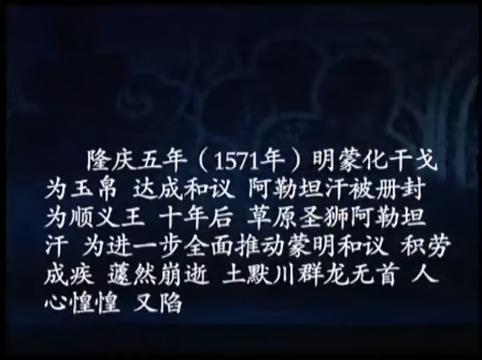 隆庆五年（1571年）明蒙化干戈
为玉帛 达成和议 阿勒坦汗被册封
为顺义王 十年后 草原圣狮阿勒坦
汗 为进一步全面推动蒙明和议 积劳
成疾 遽然崩逝 土默川群龙无首 人
心惶惶 又陷